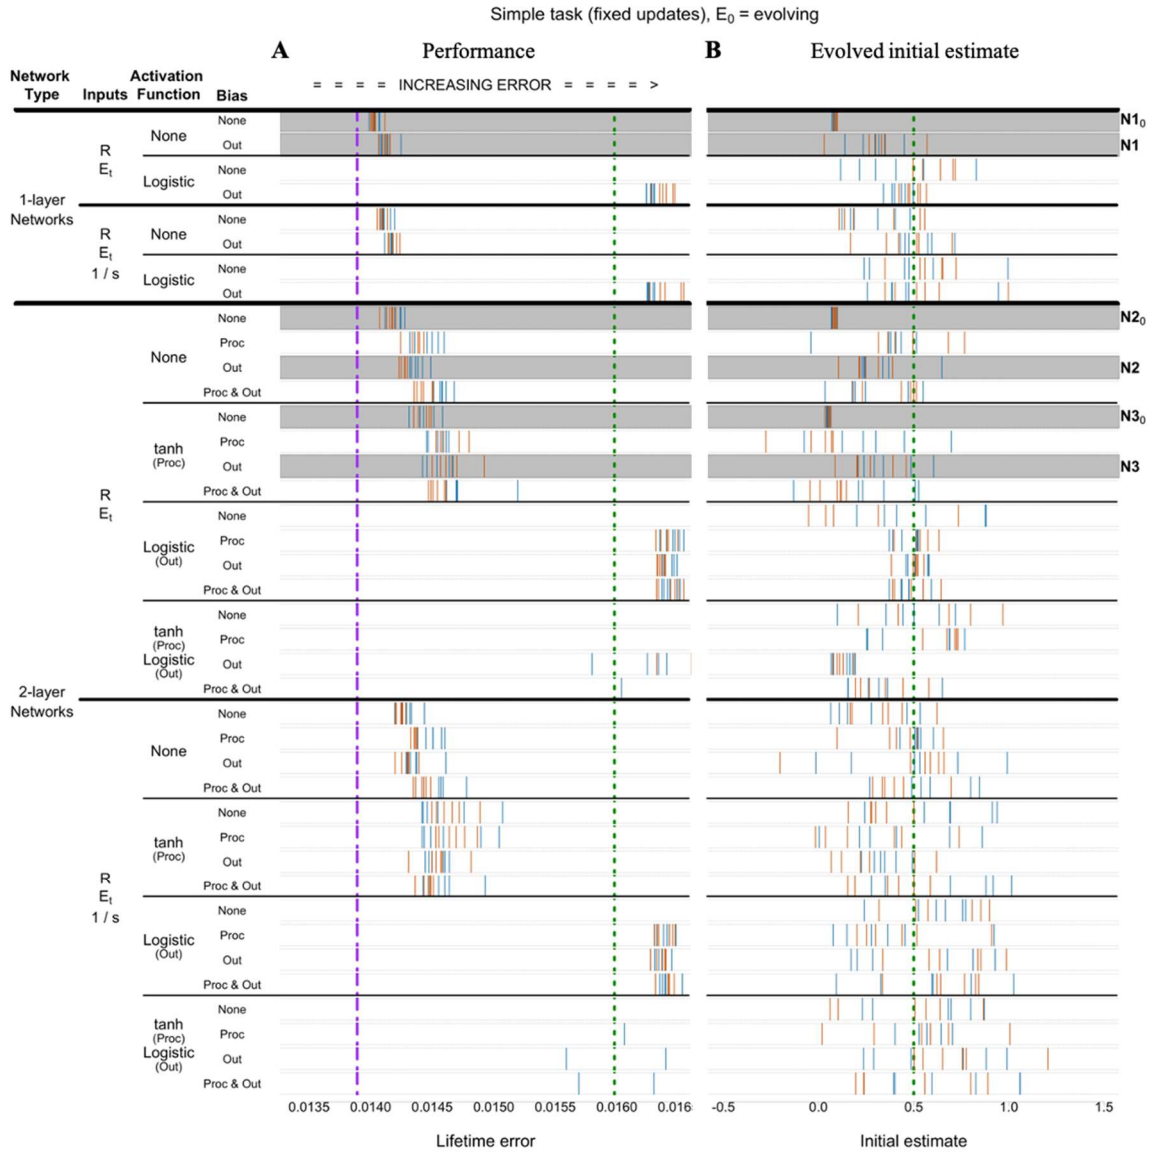 Simple task (fixed updates), E0 = evolving
A Performance B Evolved initial estimate
Network Type Inputs Activation Function Bias
= = = = INCREASING ERROR = = = = >
1-layer Networks
R Et
None
None N10
Out N1
Logistic
None
Out
R Et 1 / s
None
None
Out
Logistic
None
Out
2-layer Networks
R Et
None
None N20
Proc
Out N2
Proc & Out
tanh (Proc)
None N30
Proc
Out N3
Proc & Out
Logistic (Out)
None
Proc
Out
Proc & Out
tanh (Proc) Logistic (Out)
None
Proc
Out
Proc & Out
R Et 1 / s
None
None
Proc
Out
Proc & Out
tanh (Proc)
None
Proc
Out
Proc & Out
Logistic (Out)
None
Proc
Out
Proc & Out
tanh (Proc) Logistic (Out)
None
Proc
Out
Proc & Out
0.0135 0.0140 0.0145 0.0150 0.0155 0.0160 0.016 -0.5 0.0 0.5 1.0 1.5
Lifetime error Initial estimate